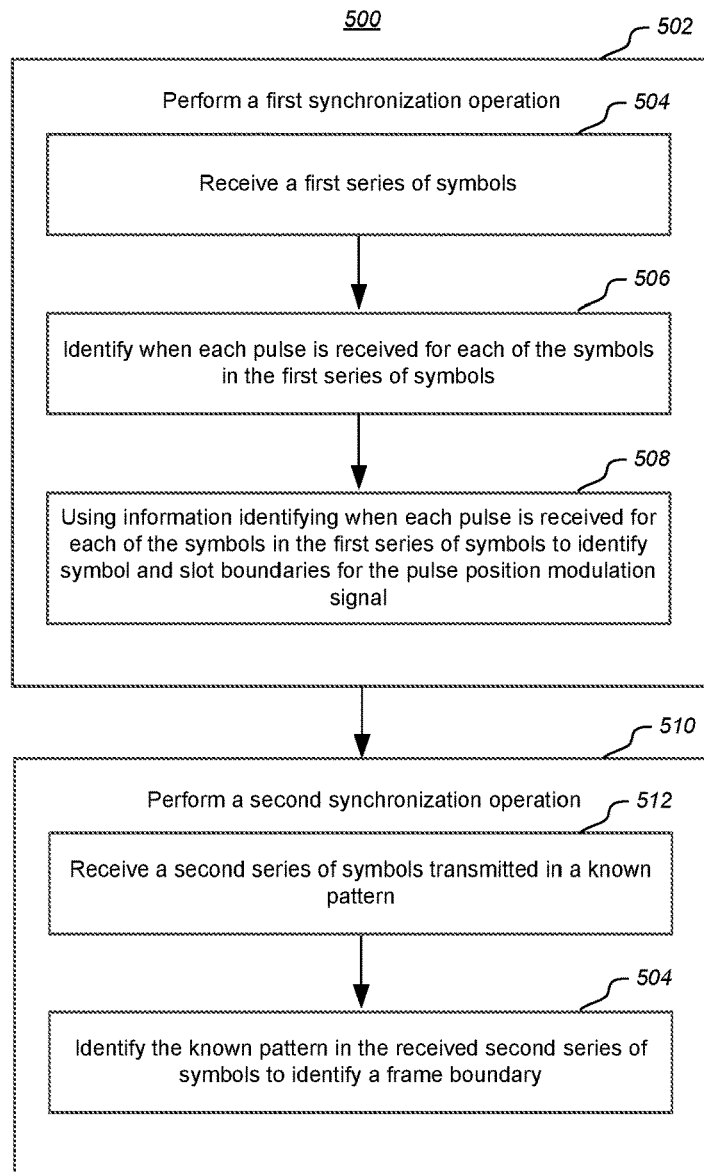 500
502
Perform a first synchronization operation
504
Receive a first series of symbols
506
Identify when each pulse is received for each of the symbols
in the first series of symbols
508
Using information identifying when each pulse is received for
each of the symbols in the first series of symbols to identify
symbol and slot boundaries for the pulse position modulation
signal
510
Perform a second synchronization operation
512
Receive a second series of symbols transmitted in a known
pattern
504
Identify the known pattern in the received second series of
symbols to identify a frame boundary